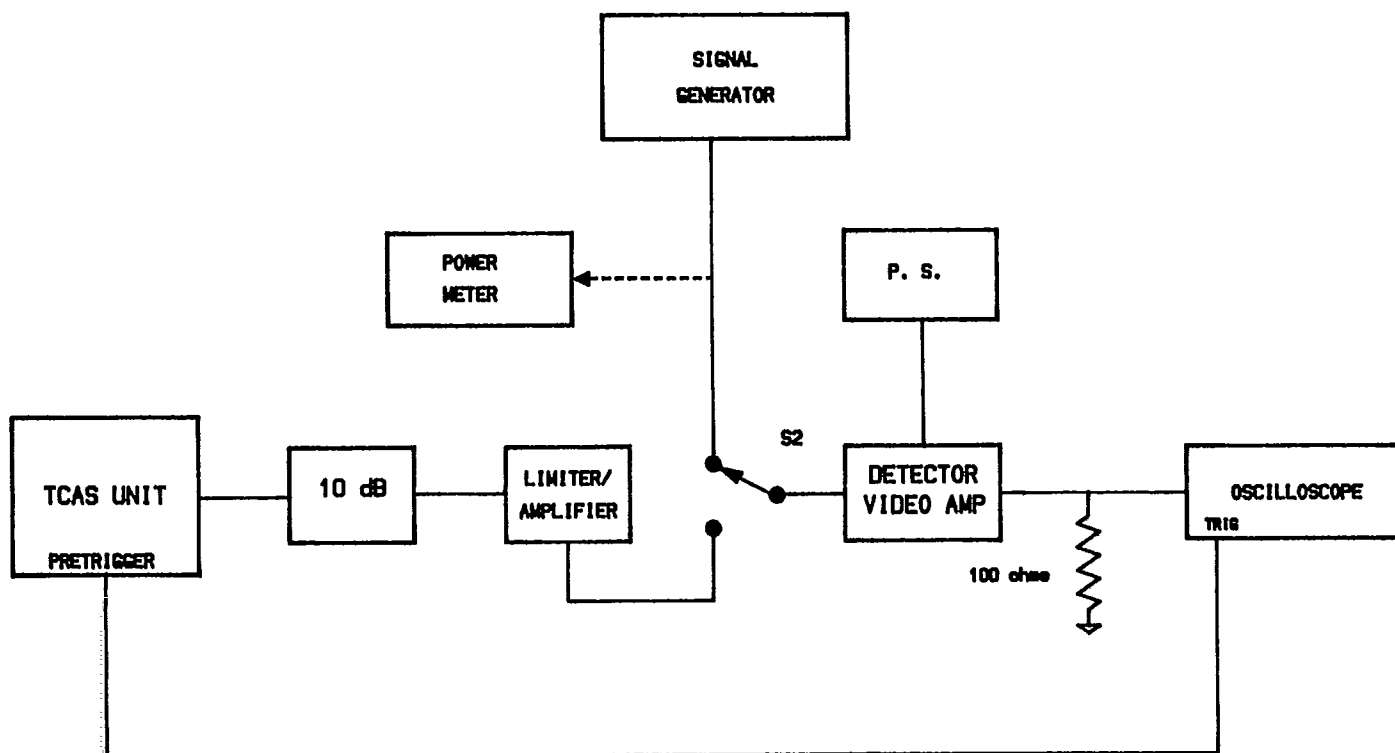 SIGNAL
GENERATOR
POWER
METER
P. S.
S2
TCAS UNIT
PRETRIGGER
10 dB
LIMITER/
AMPLIFIER
DETECTOR
VIDEO AMP
OSCILLOSCOPE
TRIG
100 ohms